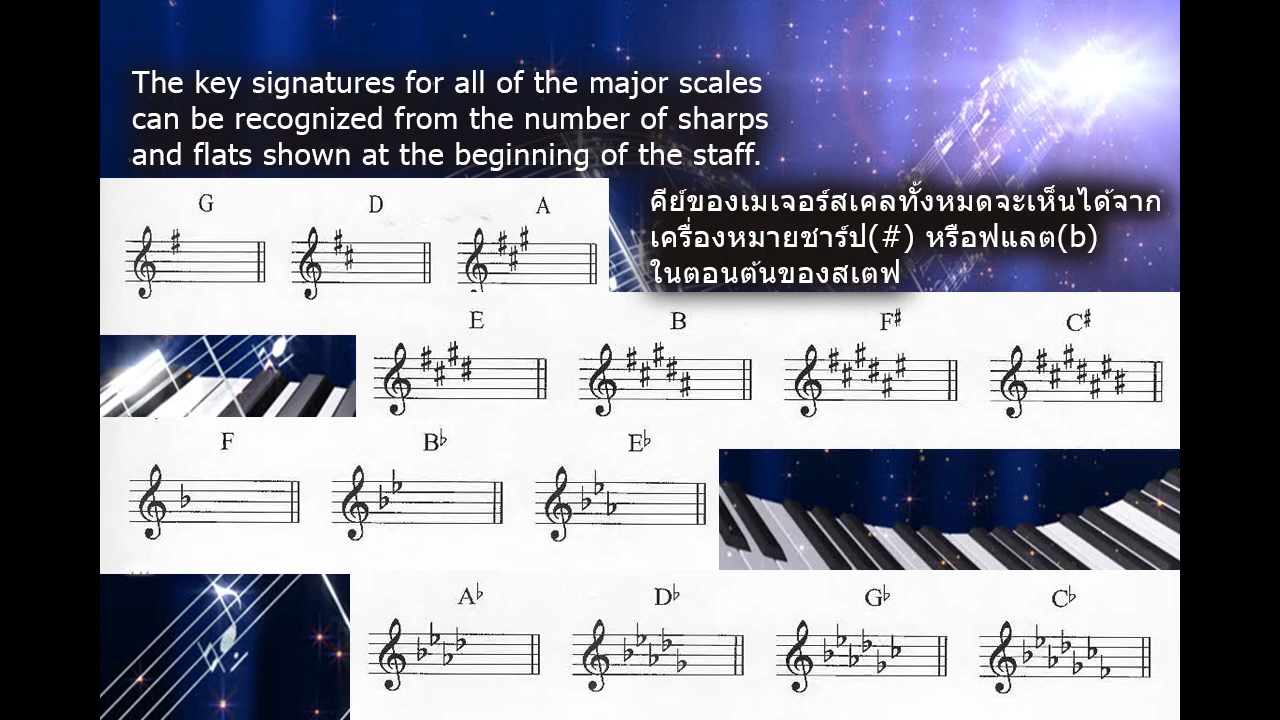 The key signatures for all of the major scales
can be recognized from the number of sharps
and flats shown at the beginning of the staff.
คีย์ของเมเจอร์สเคลทั้งหมดจะเห็นได้จาก
เครื่องหมายชาร์ป(#) หรือฟแลต(b)
ในตอนต้นของสเตฟ
G D A
E B F♯ C♯
F B♭ E♭
A♭ D♭ G♭ C♭